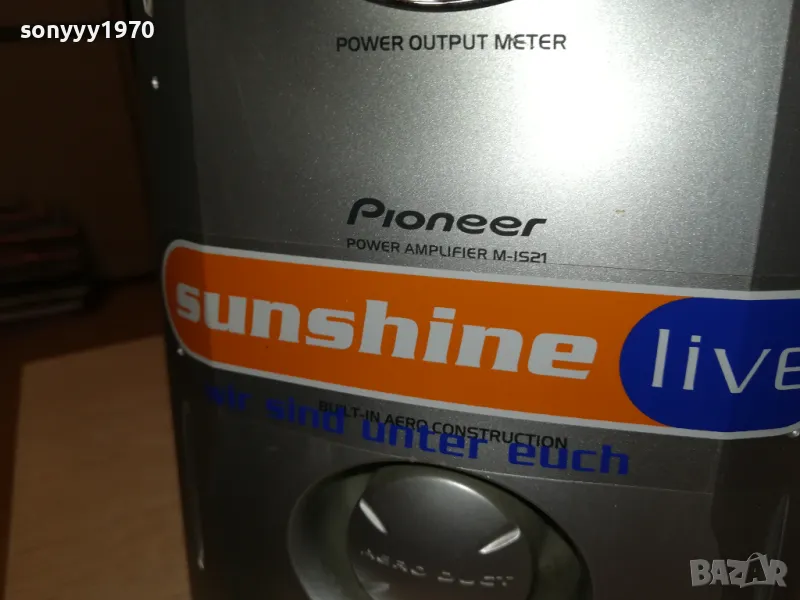 sonyyy1970
POWER OUTPUT METER
Pioneer
POWER AMPLIFIER M-IS21
sunshine live
BUILT-IN AERO CONSTRUCTION
wir sind unter euch
AERO DUCT
BAZAR